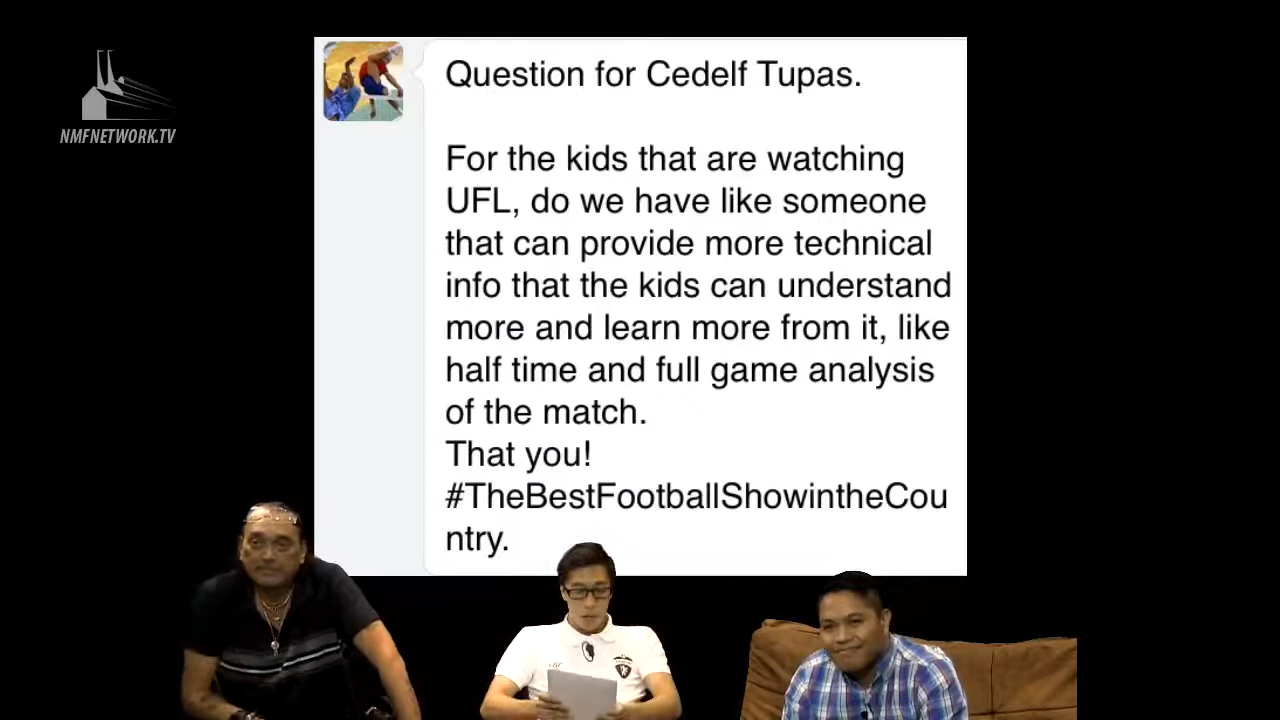 NMFNETWORK.TV
Question for Cedelf Tupas.
For the kids that are watching
UFL, do we have like someone
that can provide more technical
info that the kids can understand
more and learn more from it, like
half time and full game analysis
of the match.
That you!
#TheBestFootballShowintheCou
ntry.